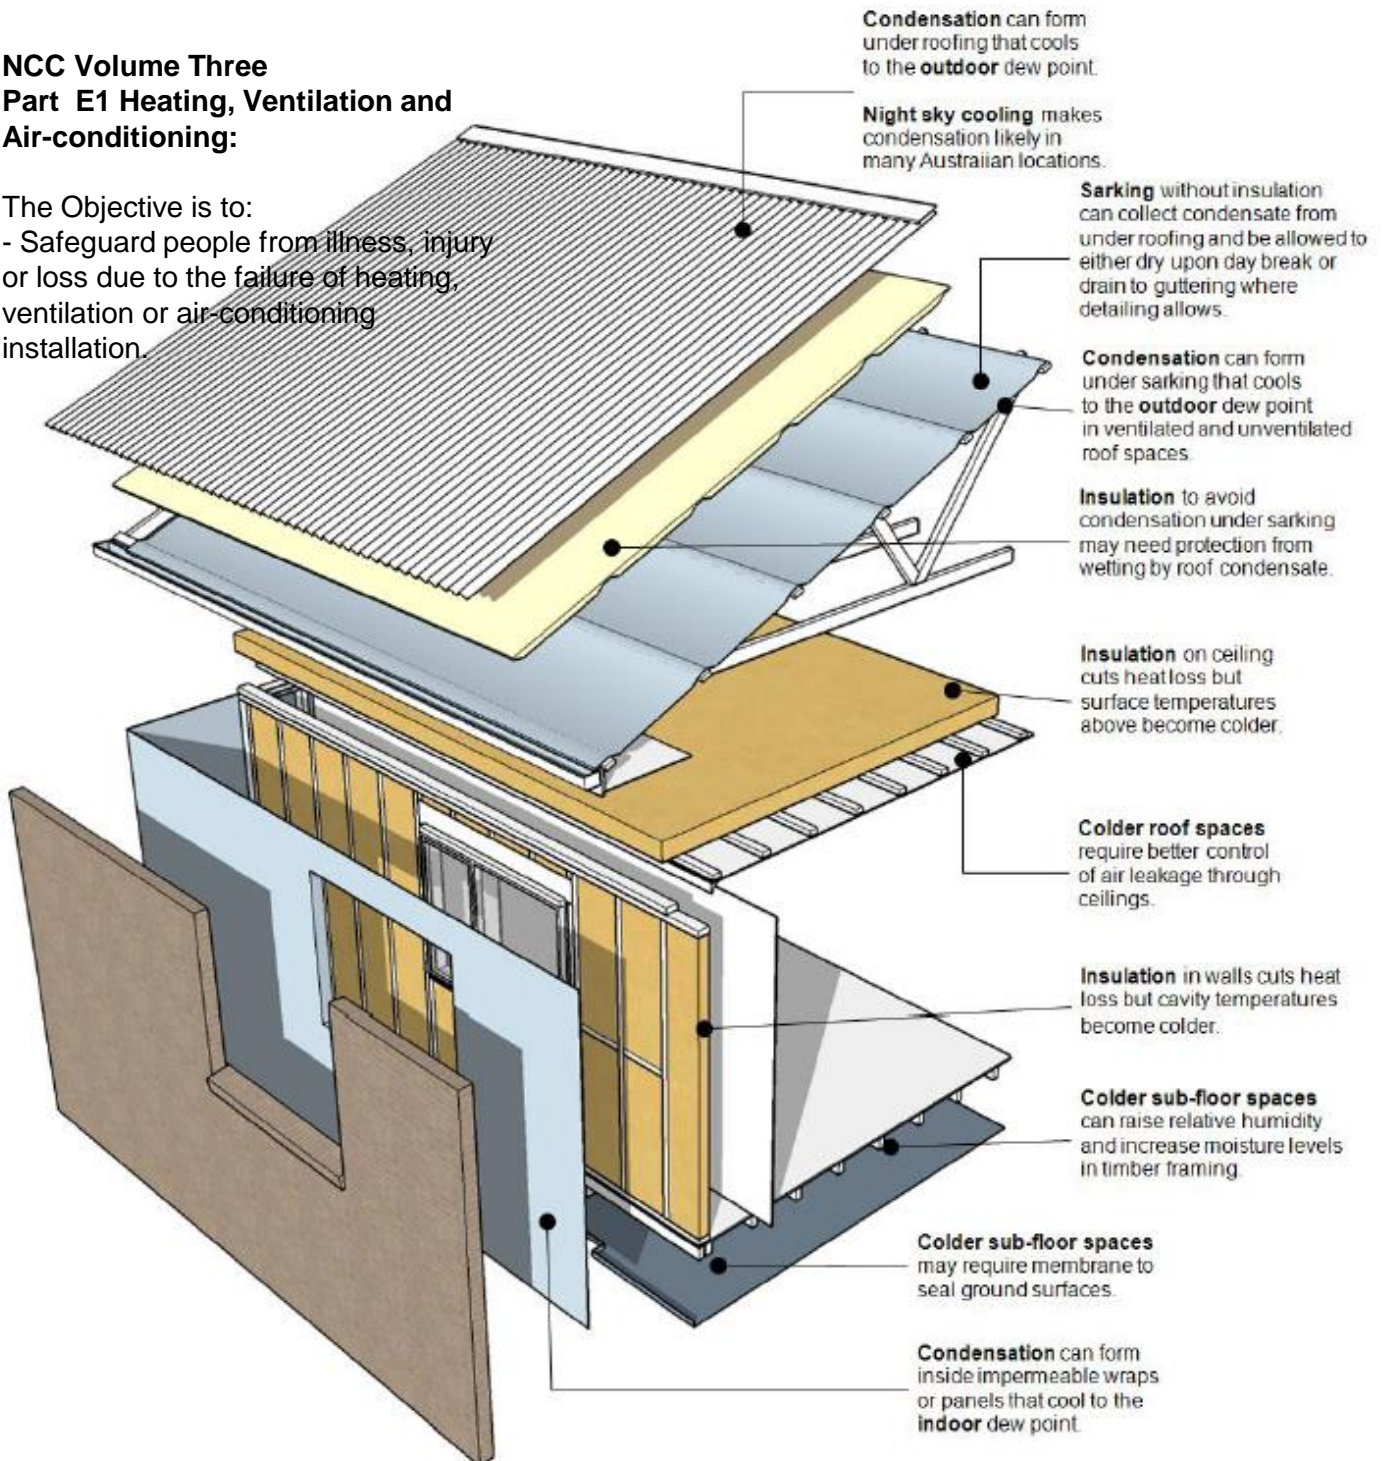 NCC Volume Three
Part E1 Heating, Ventilation and
Air-conditioning:
The Objective is to:
- Safeguard people from illness, injury
or loss due to the failure of heating,
ventilation or air-conditioning
installation.
Condensation can form
under roofing that cools
to the outdoor dew point.
Night sky cooling makes
condensation likely in
many Austrailian locations.
Sarking without insulation
can collect condensate from
under roofing and be allowed to
either dry upon day break or
drain to guttering where
detailing allows.
Condensation can form
under sarking that cools
to the outdoor dew point
in ventilated and unventilated
roof spaces.
Insulation to avoid
condensation under sarking
may need protection from
wetting by roof condensate.
Insulation on ceiling
cuts heat loss but
surface temperatures
above become colder.
Colder roof spaces
require better control
of air leakage through
ceilings.
Insulation in walls cuts heat
loss but cavity temperatures
become colder.
Colder sub-floor spaces
can raise relative humidity
and increase moisture levels
in timber framing.
Colder sub-floor spaces
may require membrane to
seal ground surfaces.
Condensation can form
inside impermeable wraps
or panels that cool to the
indoor dew point.